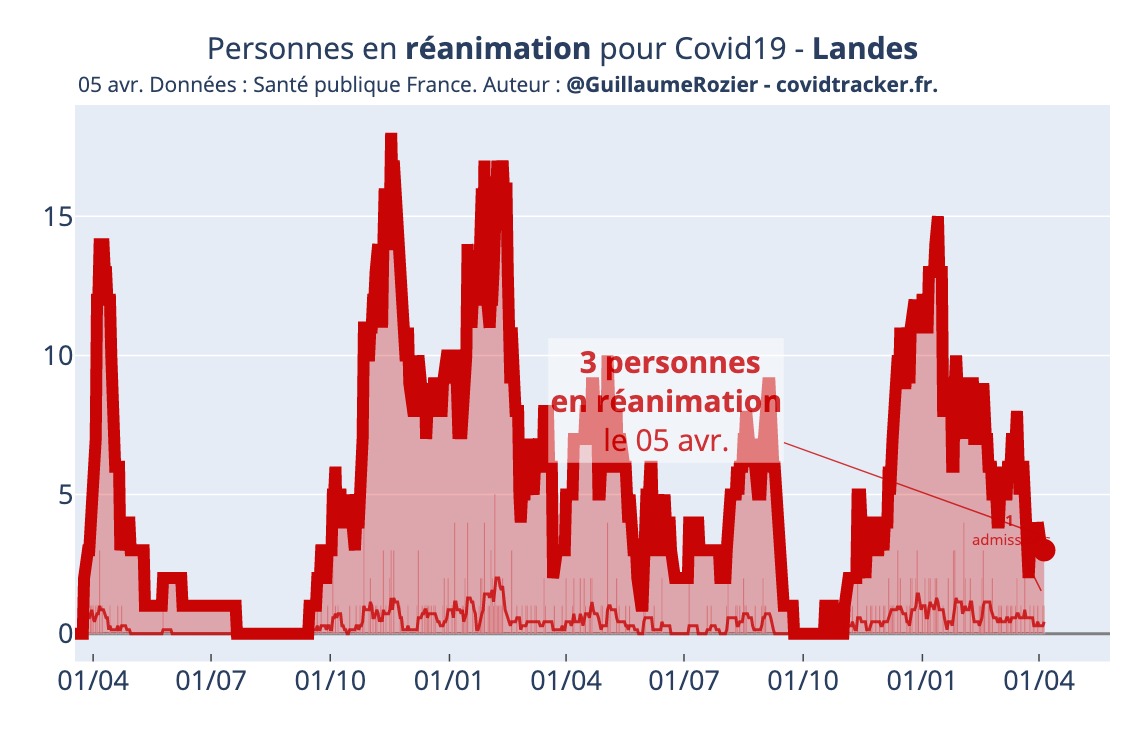 Personnes en réanimation pour Covid19 - Landes
05 avr. Données : Santé publique France. Auteur : @GuillaumeRozier - covidtracker.fr.
15
10
5
0
3 personnes
en réanimation
le 05 avr.
1
01/04 01/07 01/10 01/01 01/04 01/07 01/10 01/01 01/04